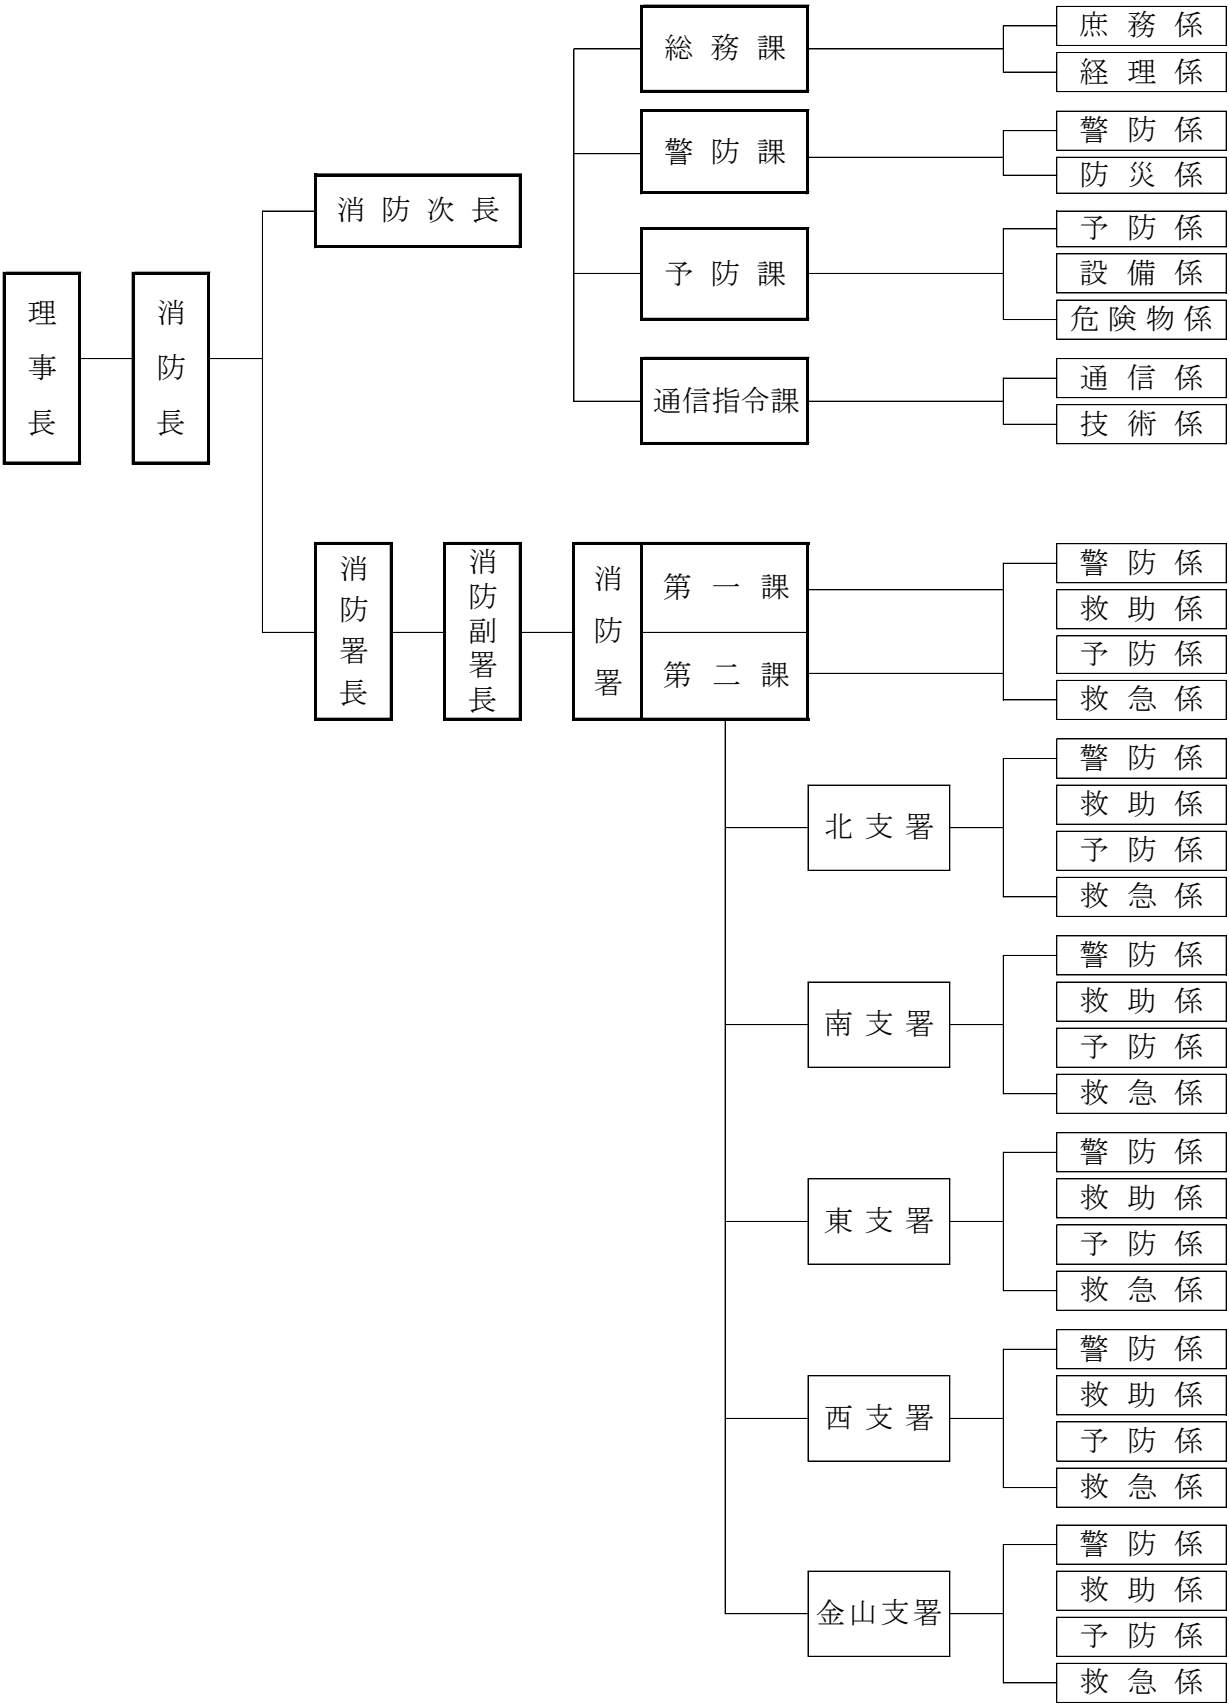 理事長
消防長
消防次長
総務課
庶務係
経理係
警防課
警防係
防災係
予防課
予防係
設備係
危険物係
通信指令課
通信係
技術係
消防署長
消防副署長
消防署
第一課
第二課
警防係
救助係
予防係
救急係
北支署
警防係
救助係
予防係
救急係
南支署
警防係
救助係
予防係
救急係
東支署
警防係
救助係
予防係
救急係
西支署
警防係
救助係
予防係
救急係
金山支署
警防係
救助係
予防係
救急係